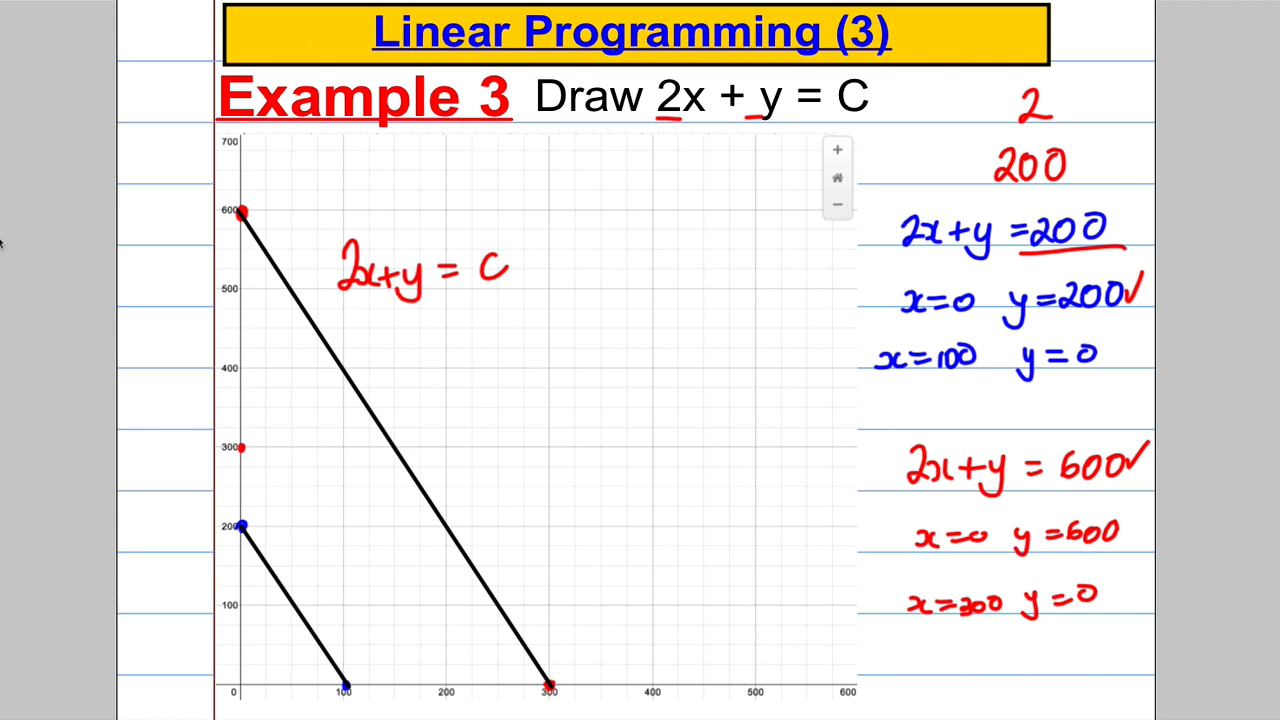 Linear Programming (3)
Example 3 Draw 2x + y = C
2
200
2x+y = 200
x=0 y=200✓
x=100 y=0
2x+y = 600✓
x=0 y=600
x=300 y=0
2x+y = C
700
600
500
400
300
200
100
0 100 200 300 400 500 600
+
−